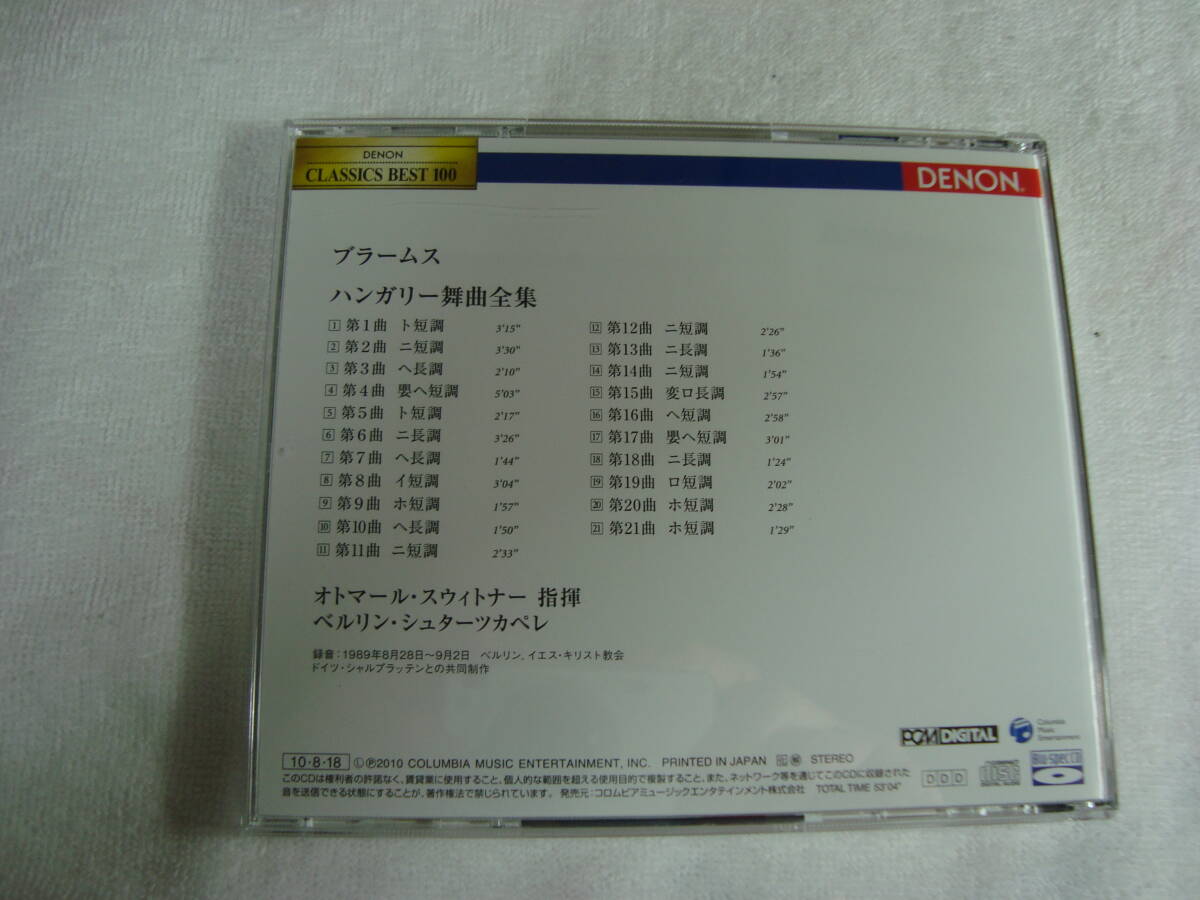 DENON
CLASSICS BEST 100
DENON
ブラームス
ハンガリー舞曲全集
1 第1曲 ト短調 3'15"
2 第2曲 ニ短調 3'30"
3 第3曲 ヘ長調 2'10"
4 第4曲 嬰ヘ短調 5'03"
5 第5曲 ト短調 2'17"
6 第6曲 ニ長調 3'26"
7 第7曲 ヘ長調 1'44"
8 第8曲 イ短調 3'04"
9 第9曲 ホ短調 1'57"
10 第10曲 ヘ長調 1'50"
11 第11曲 ニ短調 2'33"
12 第12曲 ニ短調 2'26"
13 第13曲 ニ長調 1'36"
14 第14曲 ニ短調 1'54"
15 第15曲 変ロ長調 2'57"
16 第16曲 ヘ短調 2'58"
17 第17曲 嬰ヘ短調 3'01"
18 第18曲 ニ長調 1'24"
19 第19曲 ロ短調 2'02"
20 第20曲 ホ短調 2'28"
21 第21曲 ホ短調 1'29"
オトマール・スウィトナー 指揮
ベルリン・シュターツカペレ
録音：1989年8月28日〜9月2日 ベルリン、イエス・キリスト教会
ドイツ・シャルプラッテンとの共同制作
PCM DIGITAL
Columbia
Music
Entertainment
10・8・18 ⓁⓅ2010 COLUMBIA MUSIC ENTERTAINMENT, INC. PRINTED IN JAPAN STEREO
このCDは権利者の許諾なく、賃貸業に使用すること、個人的な範囲を超える使用目的で複製すること、また、ネットワーク等を通じてこのCDに収録された
音を送信できる状態にすることが、著作権法で禁じられています。 発売元：コロムビアミュージックエンタテインメント株式会社 TOTAL TIME 53'04"
DDD
COMPACT
disc
DIGITAL AUDIO
Blu-spec CD